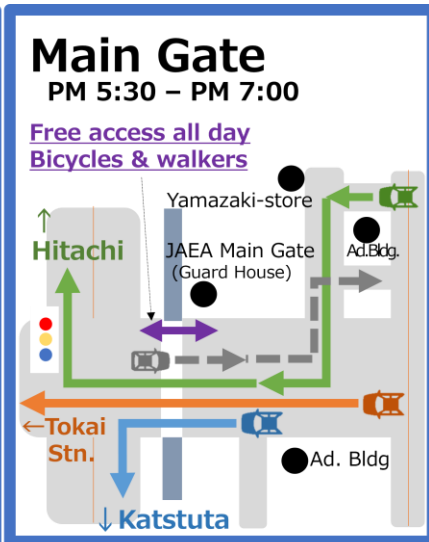 Main Gate
PM 5:30 – PM 7:00
Free access all day
Bicycles & walkers
Yamazaki-store
↑
Hitachi
JAEA Main Gate
(Guard House)
Ad.Bldg.
←Tokai
Stn.
Ad. Bldg
↓Katstuta